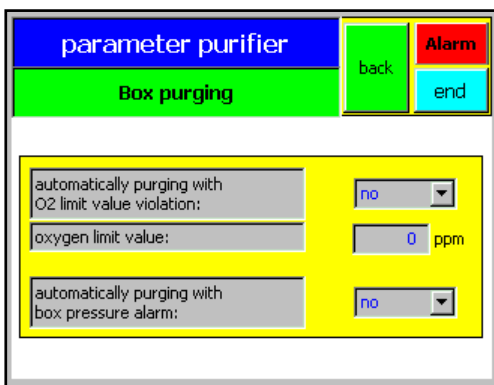 parameter purifier
Box purging
back
Alarm
end
automatically purging with
O2 limit value violation:
no
oxygen limit value:
0 ppm
automatically purging with
box pressure alarm:
no